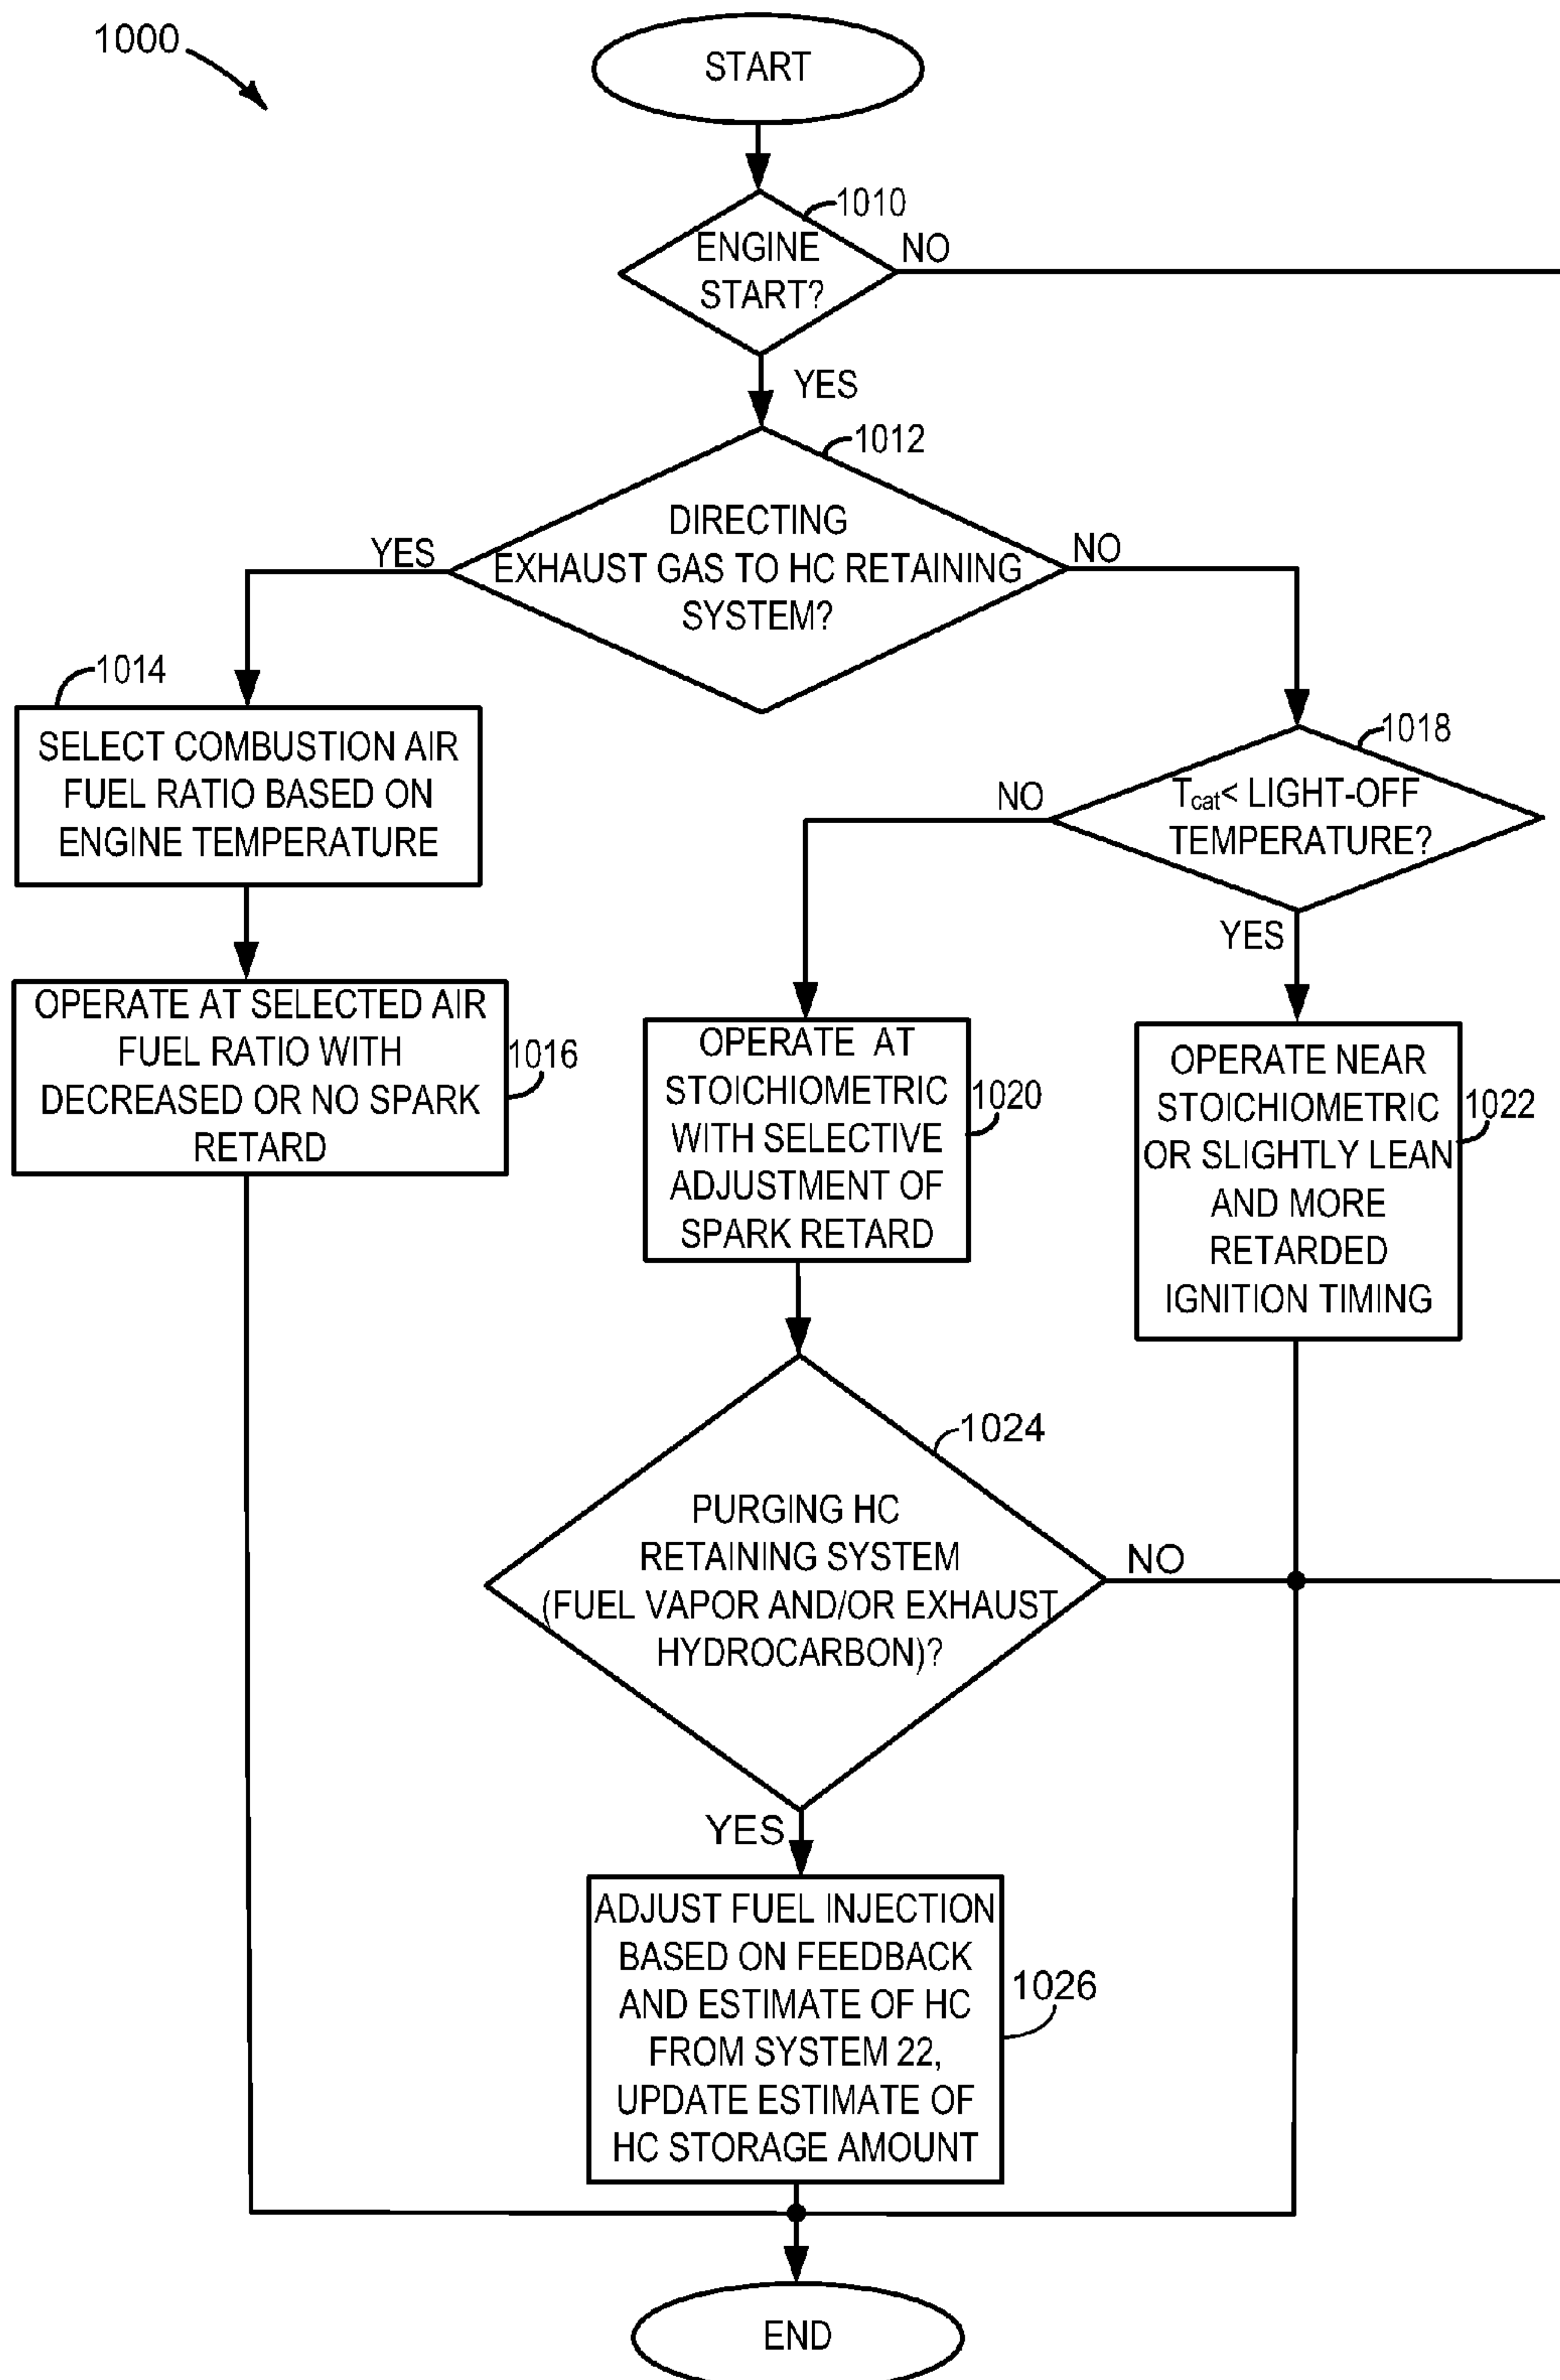 1000
START
1010
ENGINE
START?
NO
YES
1012
DIRECTING
EXHAUST GAS TO HC RETAINING
SYSTEM?
YES
NO
1014
SELECT COMBUSTION AIR
FUEL RATIO BASED ON
ENGINE TEMPERATURE
1018
Tcat< LIGHT-OFF
TEMPERATURE?
NO
YES
OPERATE AT SELECTED AIR
FUEL RATIO WITH
DECREASED OR NO SPARK
RETARD
1016
OPERATE AT
STOICHIOMETRIC
WITH SELECTIVE
ADJUSTMENT OF
SPARK RETARD
1020
OPERATE NEAR
STOICHIOMETRIC
OR SLIGHTLY LEAN
AND MORE
RETARDED
IGNITION TIMING
1022
1024
PURGING HC
RETAINING SYSTEM
(FUEL VAPOR AND/OR EXHAUST
HYDROCARBON)?
NO
YES
ADJUST FUEL INJECTION
BASED ON FEEDBACK
AND ESTIMATE OF HC
FROM SYSTEM 22,
UPDATE ESTIMATE OF
HC STORAGE AMOUNT
1026
END